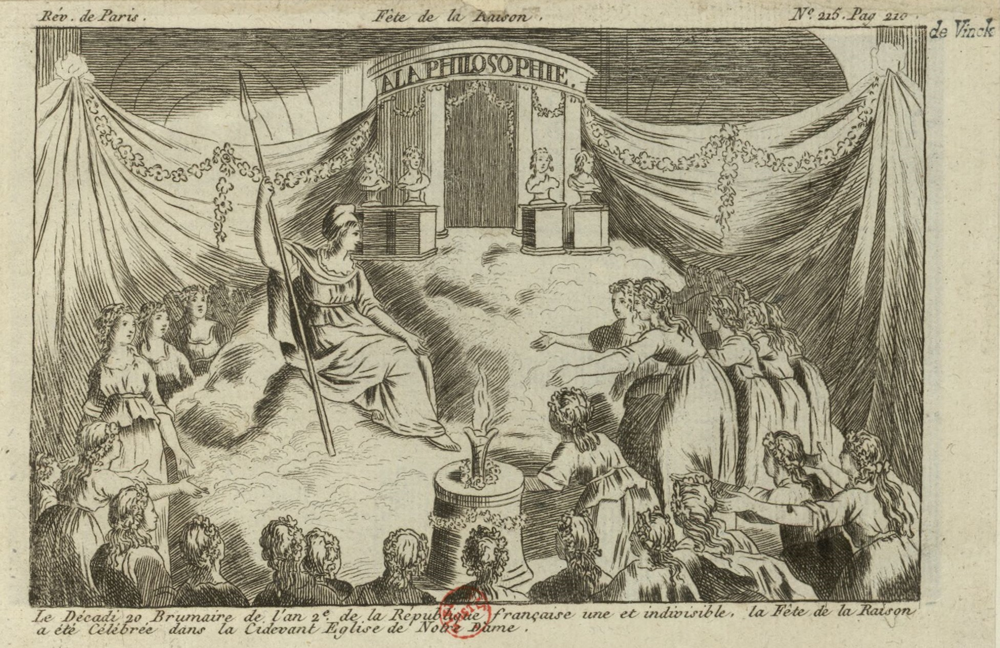 Rév. de Paris. Fête de la Raison. Nº. 215. Pag 210.
de Vinck
A LA PHILOSOPHIE.
Le Décadi 20 Brumaire de l'an 2e. de la République française une et indivisible. la Fête de la Raison
a été Célébrée dans la Cidevant Eglise de Notre Dame.